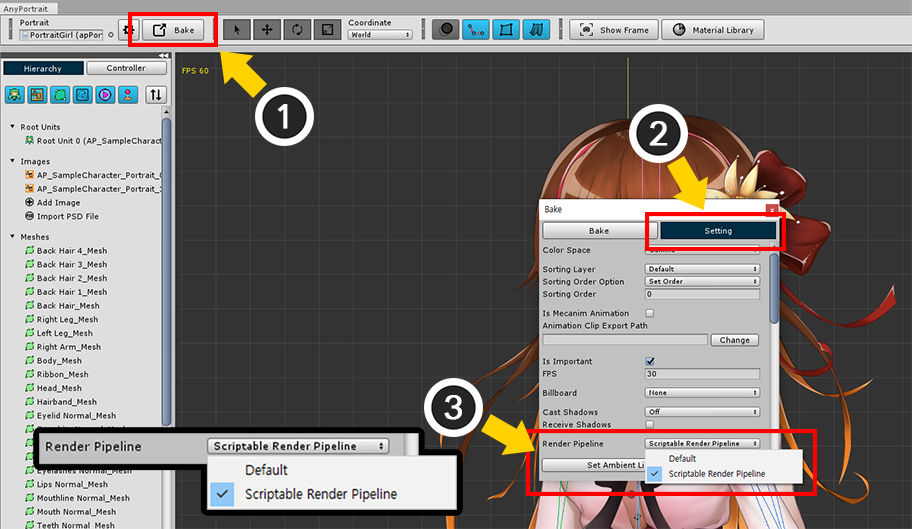 AnyPortrait
Portrait
PortraitGirl (apPor
Bake
Coordinate
World
Show Frame
Material Library
Hierarchy
Controller
FPS 60
1
2
Root Units
Root Unit 0 (AP_SampleCharac
Images
AP_SampleCharacter_Portrait_
AP_SampleCharacter_Portrait_
Add Image
Import PSD File
Meshes
Back Hair 4_Mesh
Back Hair 3_Mesh
Back Hair 2_Mesh
Back Hair 1_Mesh
Right Leg_Mesh
Left Leg_Mesh
Right Arm_Mesh
Body_Mesh
Ribbon_Mesh
Head_Mesh
Hairband_Mesh
Eyelid Normal_Mesh
Eyelashes Normal_Mesh
Lips Normal_Mesh
Mouthline Normal_Mesh
Mouth Normal_Mesh
Teeth Normal_Mesh
Bake
x
Bake
Setting
Color Space
Sorting Layer
Default
Sorting Order Option
Set Order
Sorting Order
0
Is Mecanim Animation
Animation Clip Export Path
Change
Is Important
FPS
30
Billboard
None
Cast Shadows
Off
Receive Shadows
3
Render Pipeline
Scriptable Render Pipeline
Default
Scriptable Render Pipeline
Set Ambient Li
Render Pipeline
Scriptable Render Pipeline
Default
Scriptable Render Pipeline